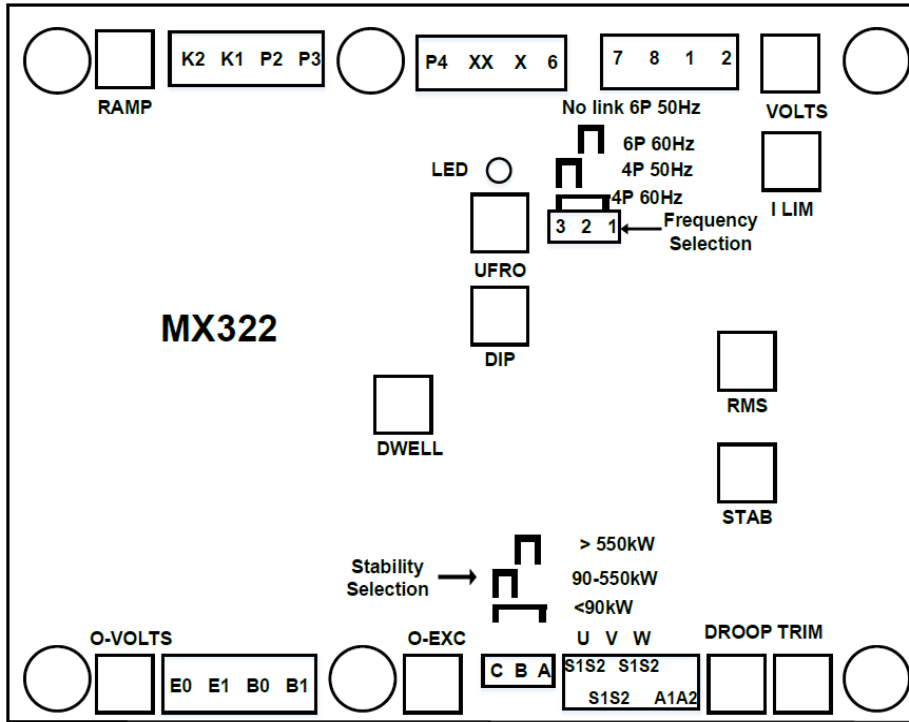 K2 K1 P2 P3
P4 XX X 6
7 8 1 2
RAMP
VOLTS
No link 6P 50Hz
6P 60Hz
4P 50Hz
4P 60Hz
LED
I LIM
3 2 1
Frequency
Selection
UFRO
MX322
DIP
RMS
DWELL
STAB
> 550kW
Stability
Selection
90-550kW
<90kW
O-VOLTS
O-EXC
U V W
DROOP TRIM
E0 E1 B0 B1
C B A
S1S2 S1S2
S1S2 A1A2